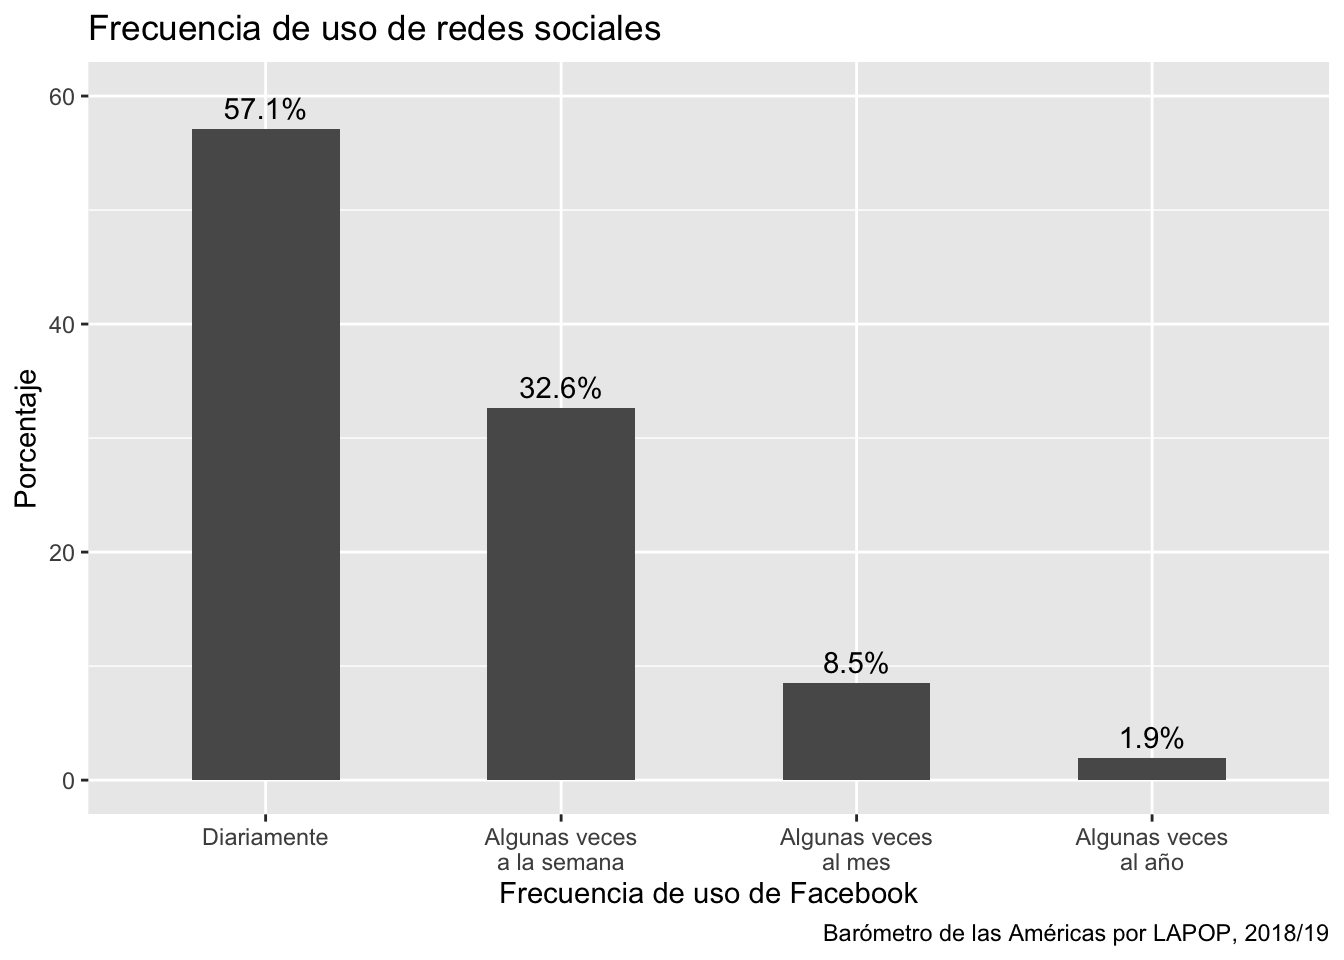 Frecuencia de uso de redes sociales
Porcentaje
60
40
20
0
57.1%
32.6%
8.5%
1.9%
Diariamente
Algunas veces
a la semana
Algunas veces
al mes
Algunas veces
al año
Frecuencia de uso de Facebook
Barómetro de las Américas por LAPOP, 2018/19